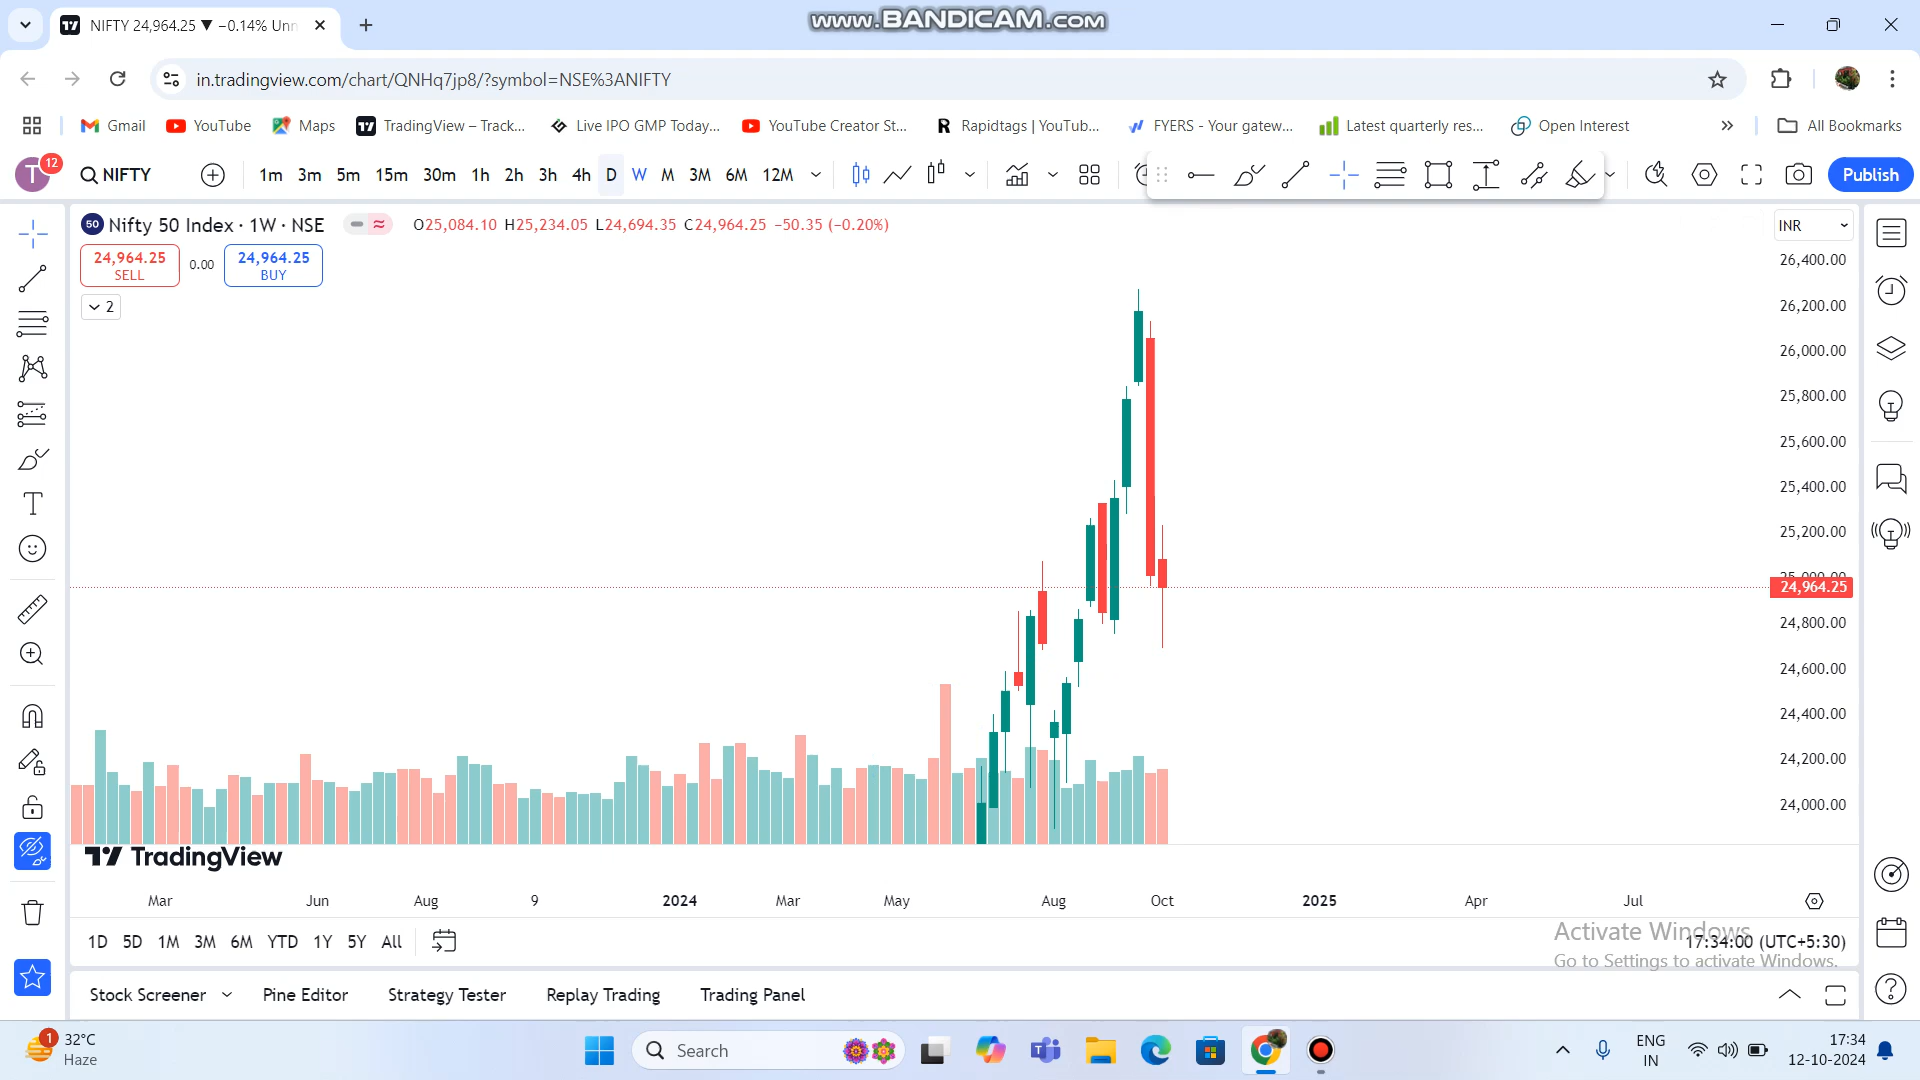 NIFTY 24,964.25 ▼ −0.14% Unn
www.BANDICAM.com
in.tradingview.com/chart/QNHq7jp8/?symbol=NSE%3ANIFTY
Gmail YouTube Maps TradingView – Track... Live IPO GMP Today... YouTube Creator St... Rapidtags | YouTub... FYERS - Your gatew... Latest quarterly res... Open Interest All Bookmarks
T 12 NIFTY 1m 3m 5m 15m 30m 1h 2h 3h 4h D W M 3M 6M 12M Publish
50 Nifty 50 Index · 1W · NSE O25,084.10 H25,234.05 L24,694.35 C24,964.25 −50.35 (−0.20%) INR
24,964.25 SELL 0.00 24,964.25 BUY
2
26,400.00
26,200.00
26,000.00
25,800.00
25,600.00
25,400.00
25,200.00
25,000.00
24,964.25
24,800.00
24,600.00
24,400.00
24,200.00
24,000.00
TradingView
Mar Jun Aug 9 2024 Mar May Aug Oct 2025 Apr Jul
1D 5D 1M 3M 6M YTD 1Y 5Y All 17:34:00 (UTC+5:30)
Activate Windows
Go to Settings to activate Windows.
Stock Screener Pine Editor Strategy Tester Replay Trading Trading Panel
1 32°C
Haze
Search
ENG
IN
17:34
12-10-2024